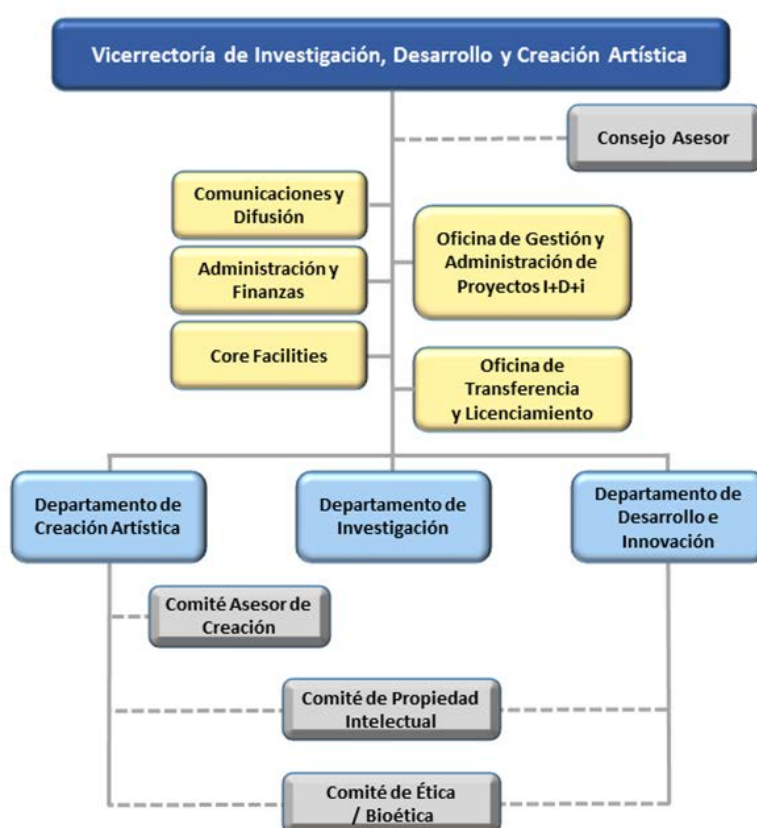 Vicerrectoría de Investigación, Desarrollo y Creación Artística
Consejo Asesor
Comunicaciones y
Difusión
Oficina de Gestión y
Administración de
Proyectos I+D+i
Administración y
Finanzas
Core Facilities
Oficina de
Transferencia
y Licenciamiento
Departamento de
Creación Artística
Departamento de
Investigación
Departamento de
Desarrollo e
Innovación
Comité Asesor de
Creación
Comité de Propiedad
Intelectual
Comité de Ética
/ Bioética